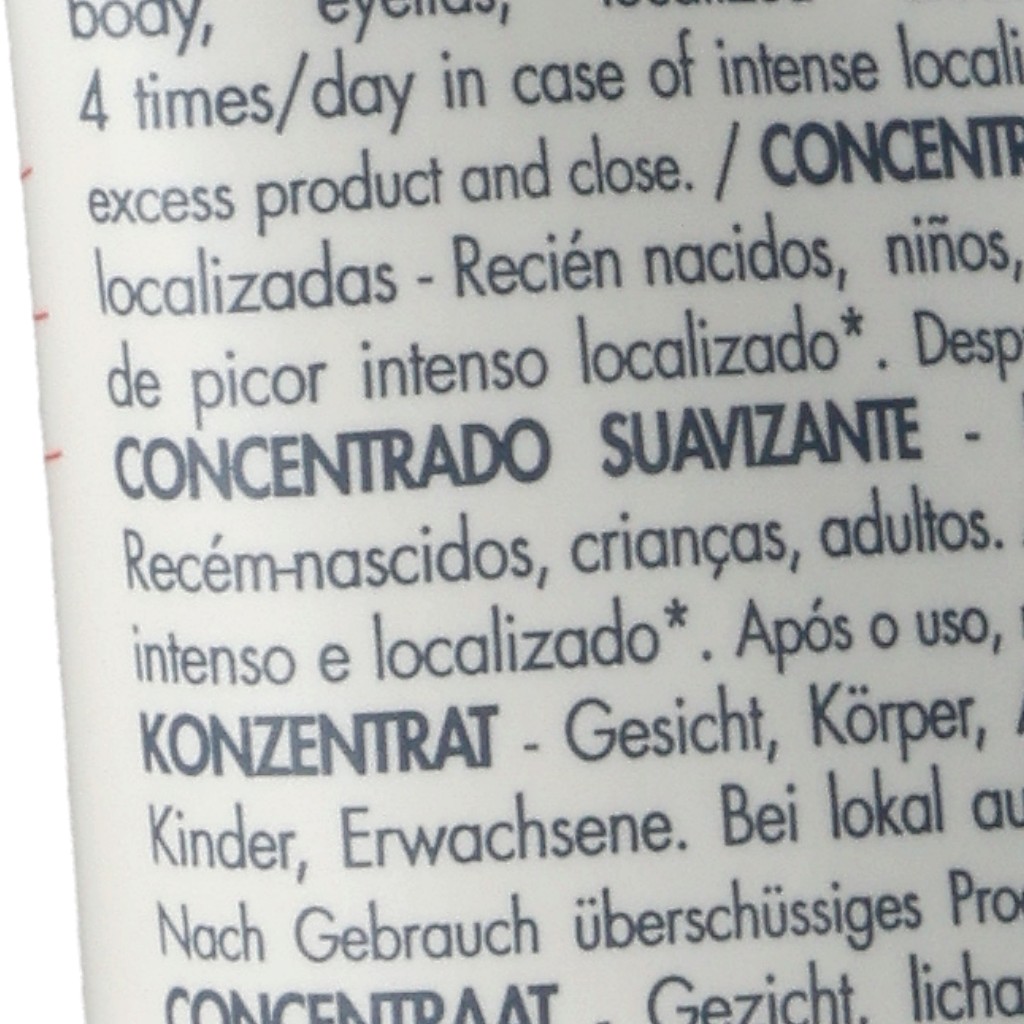 body, eyelids, localized
4 times/day in case of intense locali
excess product and close. / CONCENTR
localizadas - Recién nacidos, niños,
de picor intenso localizado*. Desp
CONCENTRADO SUAVIZANTE -
Recém-nascidos, crianças, adultos.
intenso e localizado*. Após o uso,
KONZENTRAT - Gesicht, Körper,
Kinder, Erwachsene. Bei lokal au
Nach Gebrauch überschüssiges Pro
CONCENTRAAT - Gezicht, licha